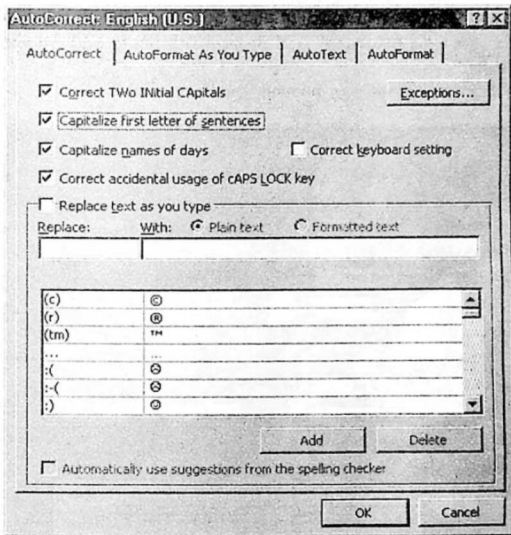 AutoCorrect: English (U.S.)
AutoCorrect AutoFormat As You Type AutoText AutoFormat
Correct TWo INitial CApitals Exceptions...
Capitalize first letter of sentences
Capitalize names of days Correct keyboard setting
Correct accidental usage of cAPS LOCK key
Replace text as you type
Replace: With: Plain text Formatted text
(c) ©
(r) ®
(tm) ™
... …
:( ☹
:-( ☹
:) ☺
Add Delete
Automatically use suggestions from the spelling checker
OK Cancel